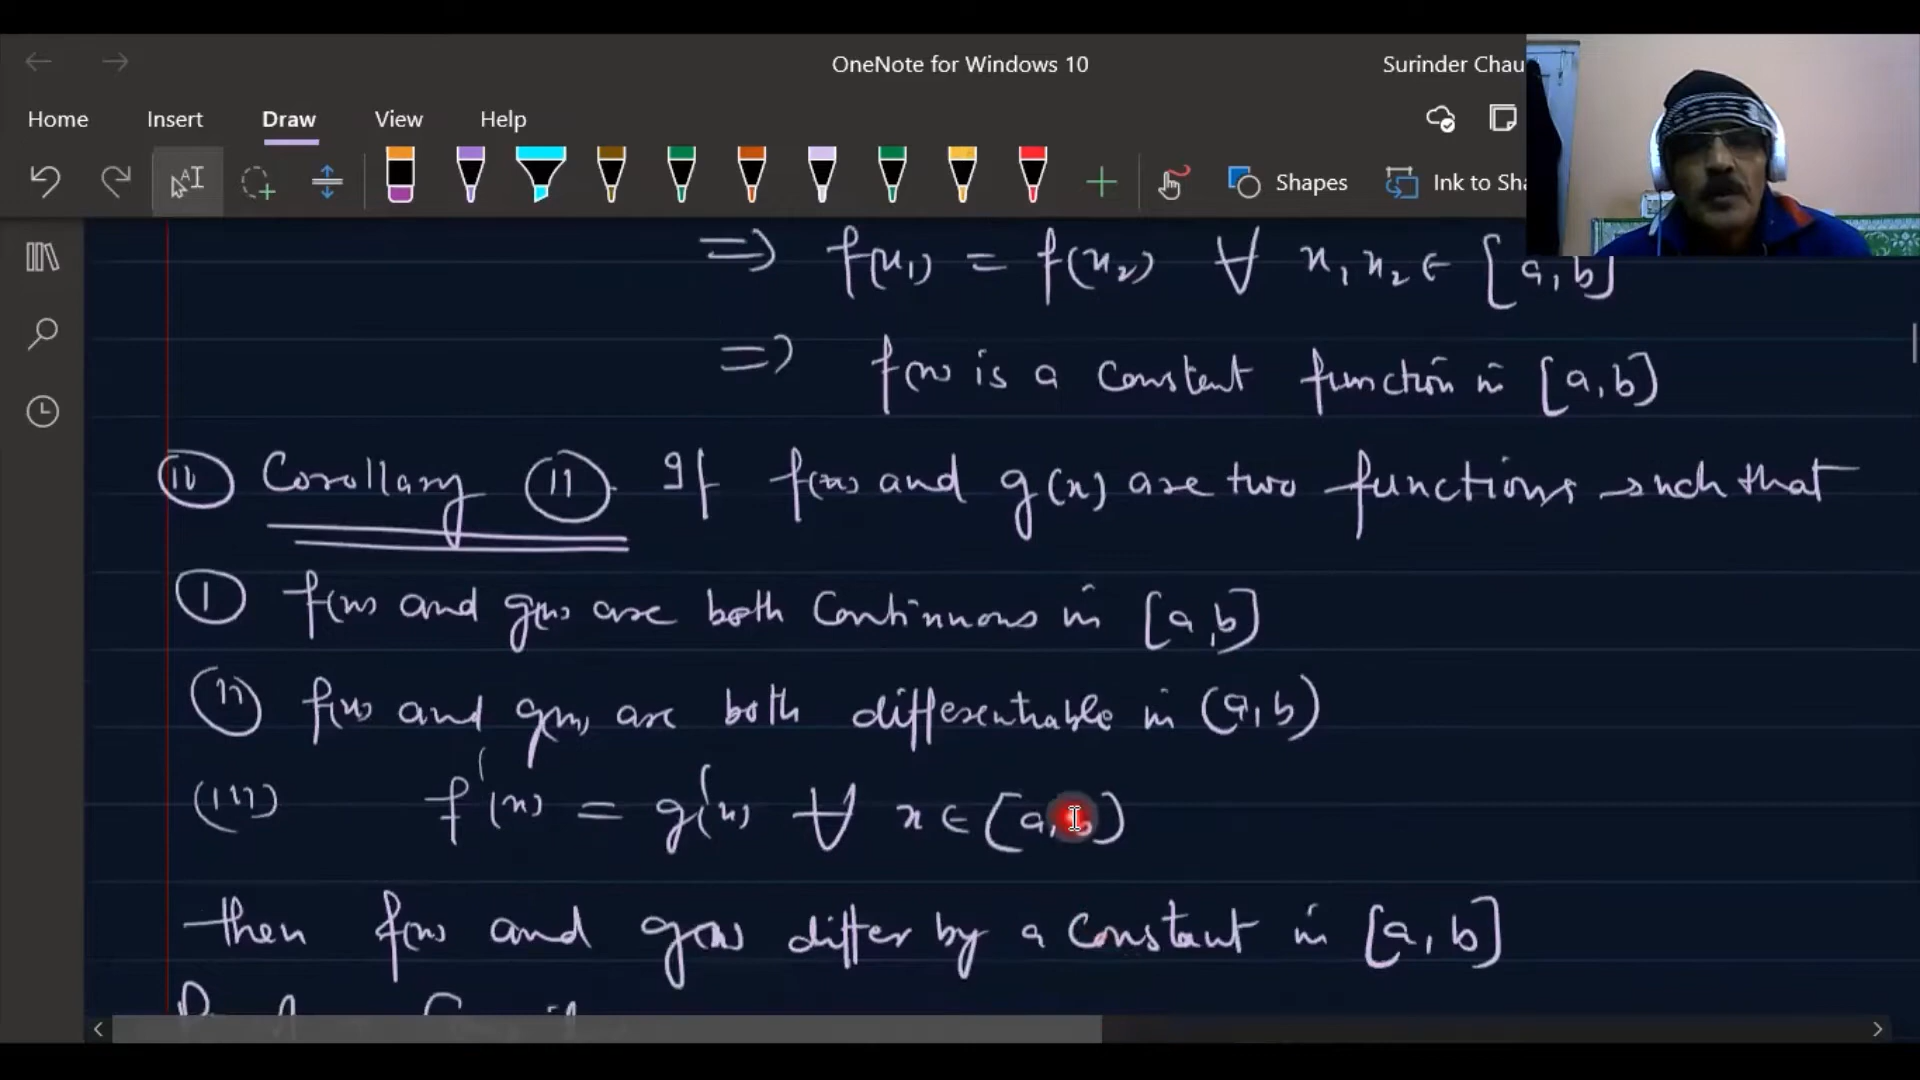 OneNote for Windows 10
Surinder Chau
Home Insert Draw View Help
Shapes Ink to Sha
=> f(x₁) = f(x₂) ∀ x₁, x₂ ∈ [a, b]
=> f(x) is a constant function in [a, b]
(10) Corollary (II). If f(x) and g(x) are two functions such that
(I) f(x) and g(x) are both Continuous in [a, b]
(II) f(x) and g(x) are both differentiable in (a, b)
(III) f'(x) = g'(x) ∀ x ∈ (a, b)
then f(x) and g(x) differ by a constant in [a, b]